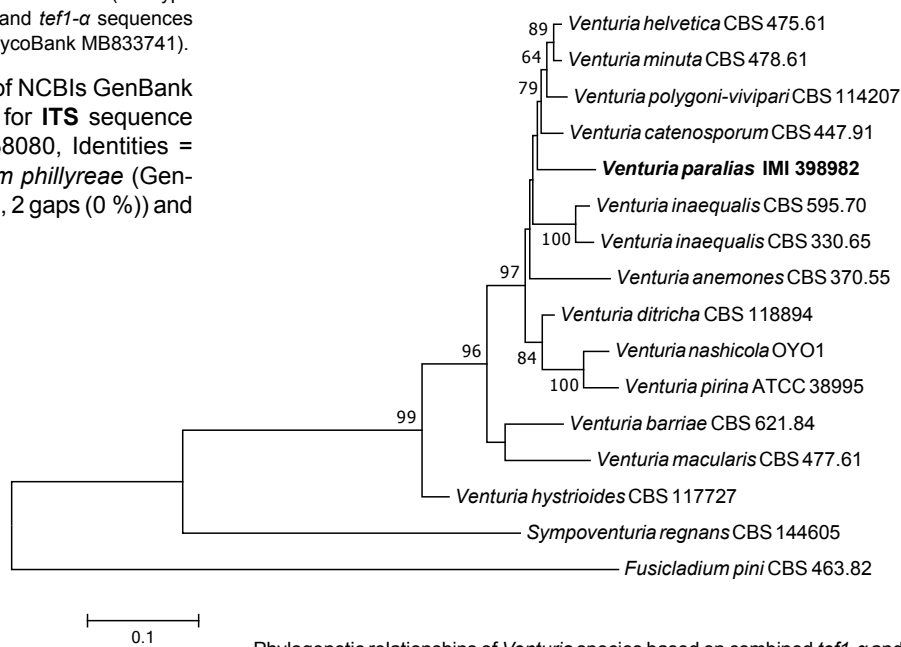 and tef1-α sequences
MycoBank MB833741).
of NCBIs GenBank
for ITS sequence
8080, Identities =
phillyreae (Gen-
, 2 gaps (0 %)) and
89
Venturia helvetica CBS 475.61
64
Venturia minuta CBS 478.61
79
Venturia polygoni-vivipari CBS 114207
Venturia catenosporum CBS 447.91
Venturia paralias IMI 398982
Venturia inaequalis CBS 595.70
100
Venturia inaequalis CBS 330.65
97
Venturia anemones CBS 370.55
Venturia ditricha CBS 118894
96
84
Venturia nashicola OYO1
100
Venturia pirina ATCC 38995
99
Venturia barriae CBS 621.84
Venturia macularis CBS 477.61
Venturia hystrioides CBS 117727
Sympoventuria regnans CBS 144605
Fusicladium pini CBS 463.82
0.1
Phylogenetic relationships of Venturia species based on combined tef1-α and